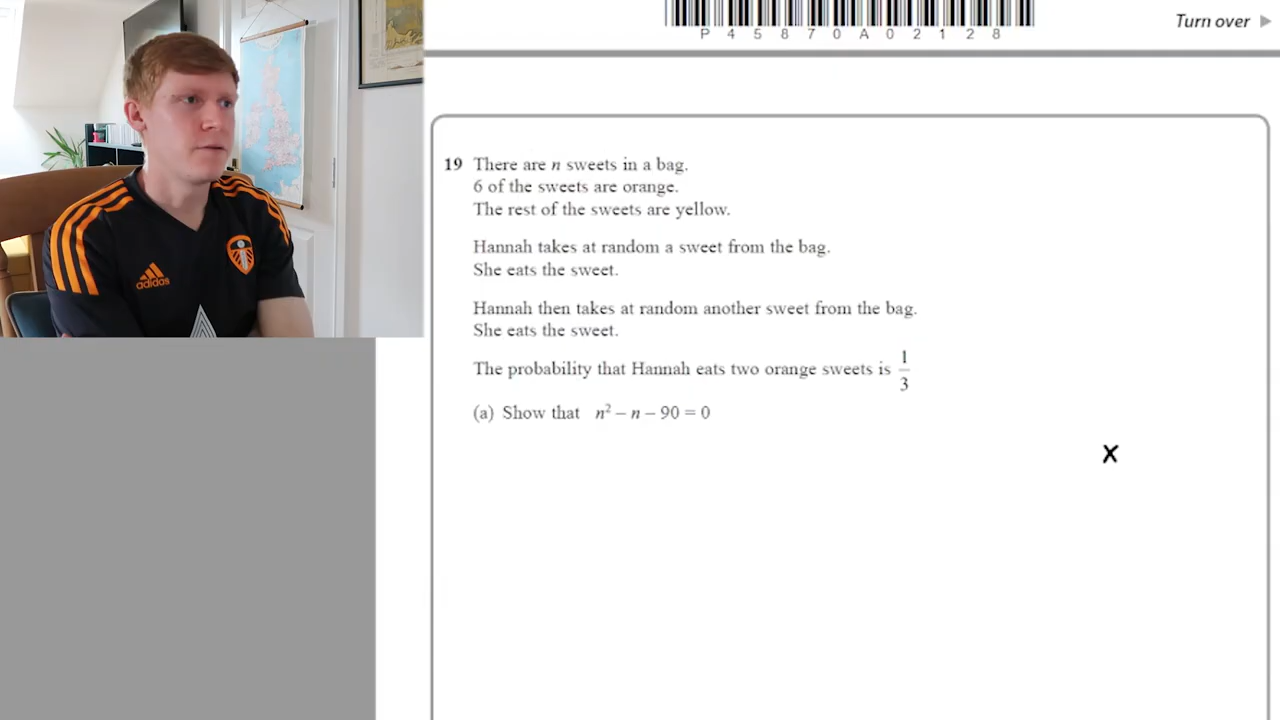 P 4 5 8 7 0 A 0 2 1 2 8
Turn over
adidas
19 There are n sweets in a bag.
6 of the sweets are orange.
The rest of the sweets are yellow.
Hannah takes at random a sweet from the bag.
She eats the sweet.
Hannah then takes at random another sweet from the bag.
She eats the sweet.
The probability that Hannah eats two orange sweets is 1/3
(a) Show that n² – n – 90 = 0
X